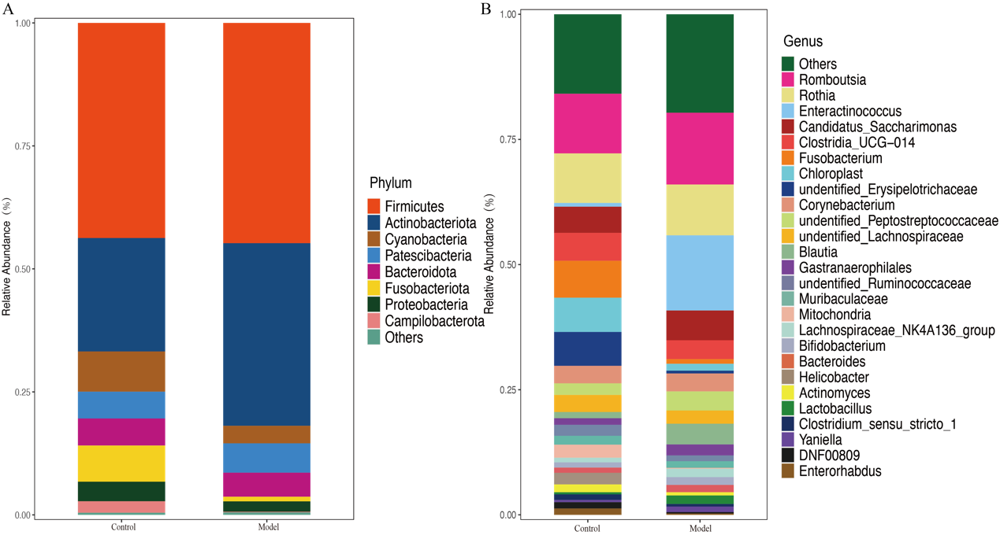 A
Relative Abundance (%)
1.00
0.75
0.50
0.25
0.00
Control
Model
Phylum
Firmicutes
Actinobacteriota
Cyanobacteria
Patescibacteria
Bacteroidota
Fusobacteriota
Proteobacteria
Campilobacterota
Others
B
Relative Abundance (%)
1.00
0.75
0.50
0.25
0.00
Control
Model
Genus
Others
Romboutsia
Rothia
Enteractinococcus
Candidatus_Saccharimonas
Clostridia_UCG−014
Fusobacterium
Chloroplast
undentified_Erysipelotrichaceae
Corynebacterium
undentified_Peptostreptococcaceae
undentified_Lachnospiraceae
Blautia
Gastranaerophilales
undentified_Ruminococcaceae
Muribaculaceae
Mitochondria
Lachnospiraceae_NK4A136_group
Bifidobacterium
Bacteroides
Helicobacter
Actinomyces
Lactobacillus
Clostridium_sensu_stricto_1
Yaniella
DNF00809
Enterorhabdus